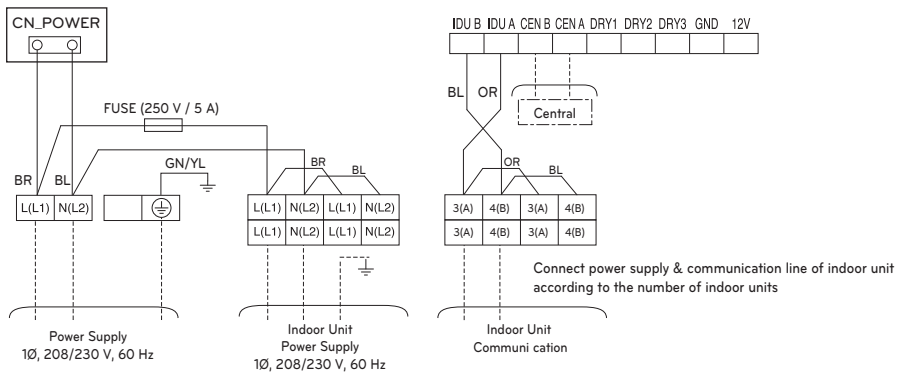 CN_POWER
IDU B IDU A CEN B CEN A DRY1 DRY2 DRY3 GND 12V
BL OR
Central
FUSE (250 V / 5 A)
GN/YL
BR BL
BR BL
OR BL
L(L1) N(L2)
L(L1) N(L2) L(L1) N(L2)
L(L1) N(L2) L(L1) N(L2)
3(A) 4(B) 3(A) 4(B)
3(A) 4(B) 3(A) 4(B)
Connect power supply & communication line of indoor unit
according to the number of indoor units
Power Supply
1Ø, 208/230 V, 60 Hz
Indoor Unit
Power Supply
1Ø, 208/230 V, 60 Hz
Indoor Unit
Communi cation